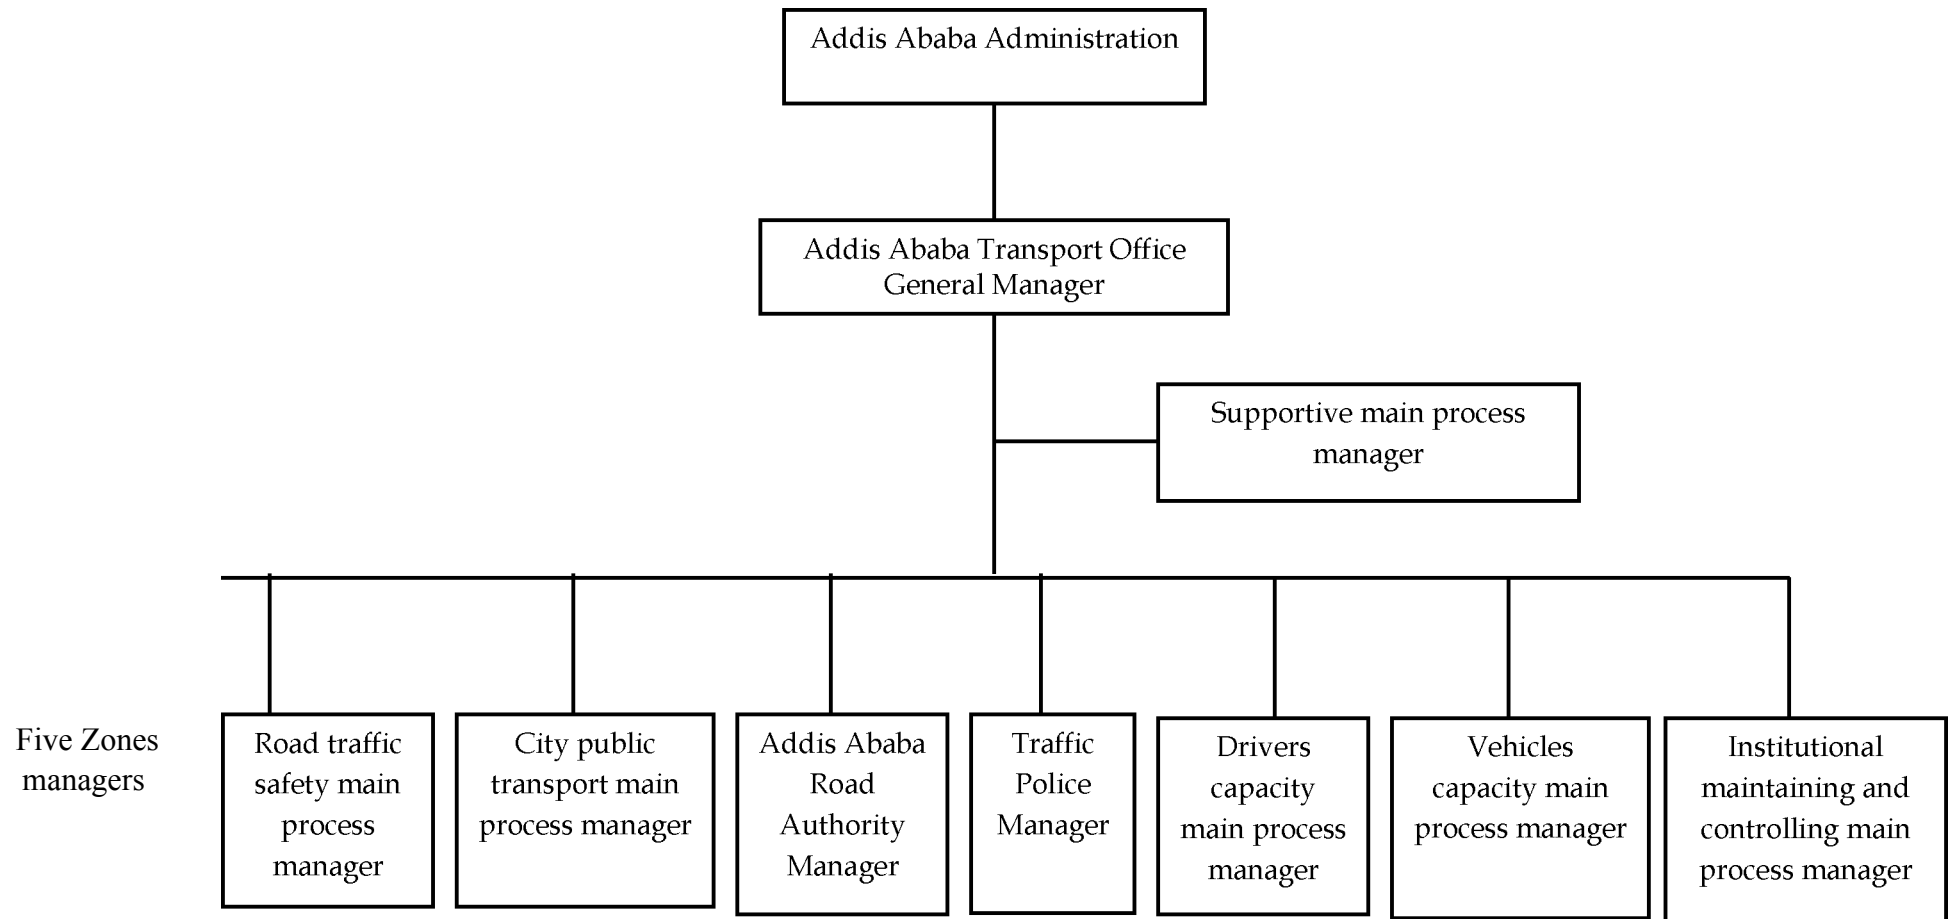 Addis Ababa Administration
Addis Ababa Transport Office
General Manager
Supportive main process
manager
Five Zones
managers
Road traffic
safety main
process
manager
City public
transport main
process manager
Addis Ababa
Road
Authority
Manager
Traffic
Police
Manager
Drivers
capacity
main process
manager
Vehicles
capacity main
process manager
Institutional
maintaining and
controlling main
process manager